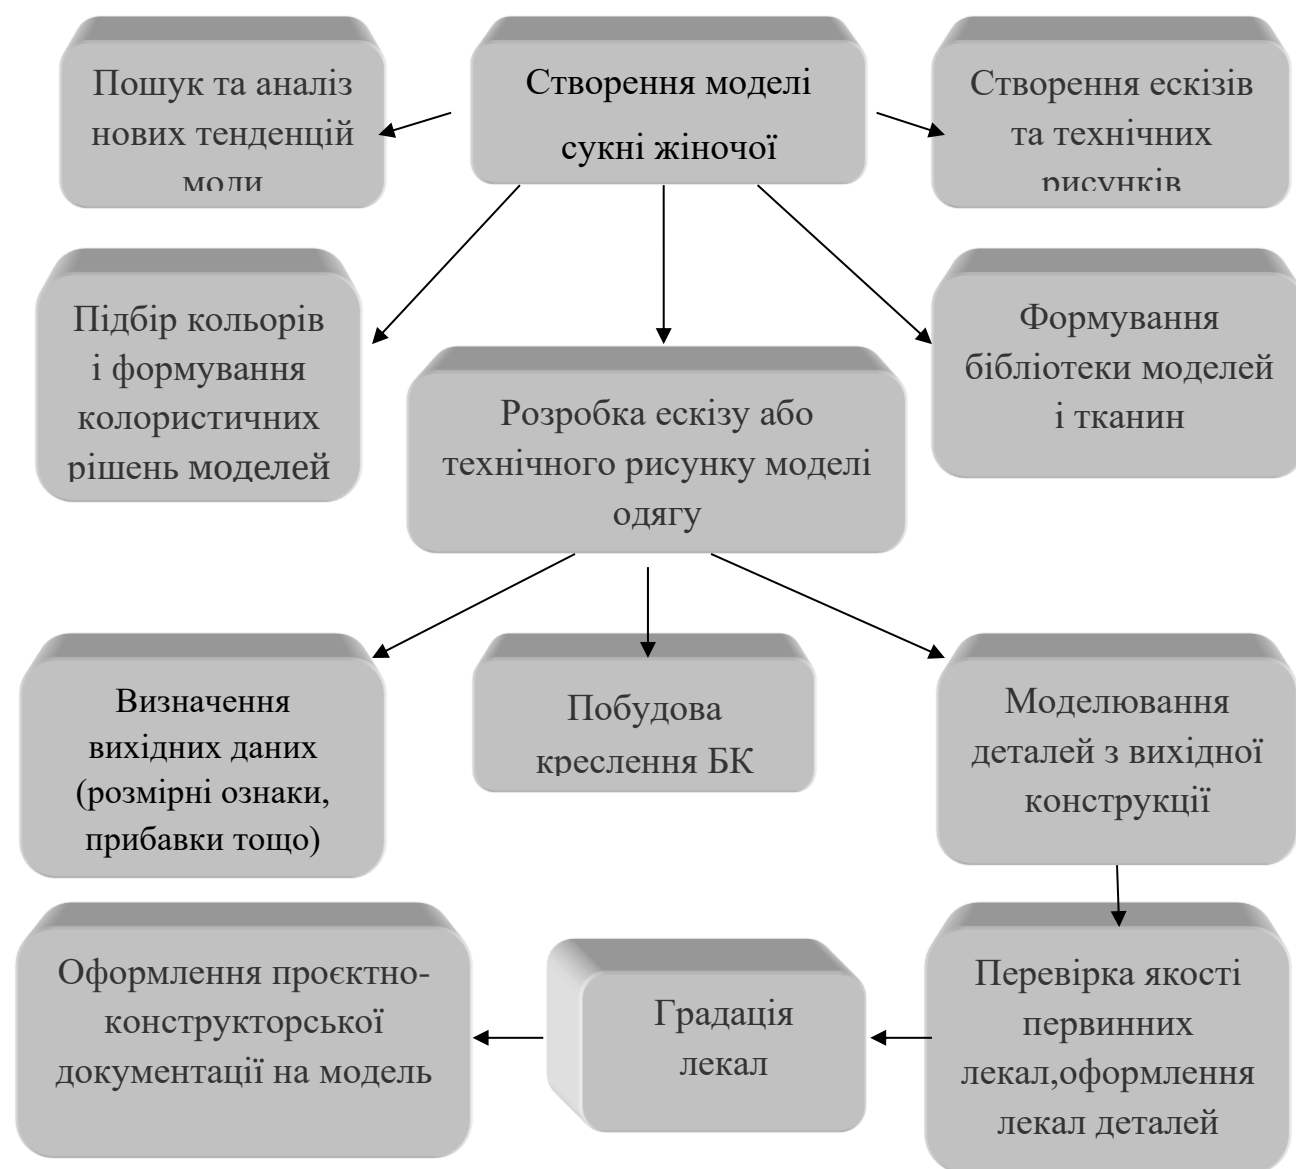 Пошук та аналіз
нових тенденцій
моди
Створення моделі
сукні жіночої
Створення ескізів
та технічних
рисунків
Підбір кольорів
і формування
колористичних
рішень моделей
Розробка ескізу або
технічного рисунку моделі
одягу
Формування
бібліотеки моделей
і тканин
Визначення
вихідних даних
(розмірні ознаки,
прибавки тощо)
Побудова
креслення БК
Моделювання
деталей з вихідної
конструкції
Оформлення проєктно-
конструкторської
документації на модель
Градація
лекал
Перевірка якості
первинних
лекал,оформлення
лекал деталей